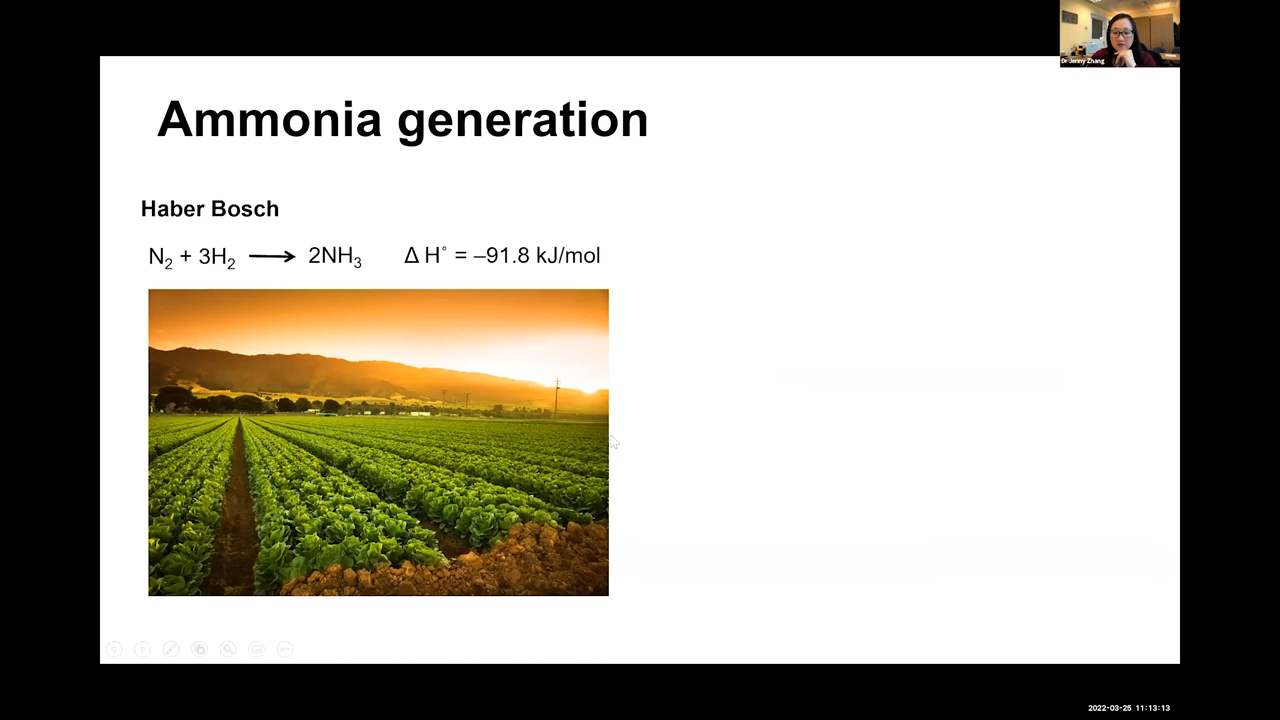 Dr Jenny Zhang
Ammonia generation
Haber Bosch
N₂ + 3H₂ ⟶ 2NH₃ Δ H° = –91.8 kJ/mol
2022-03-25 11:13:13